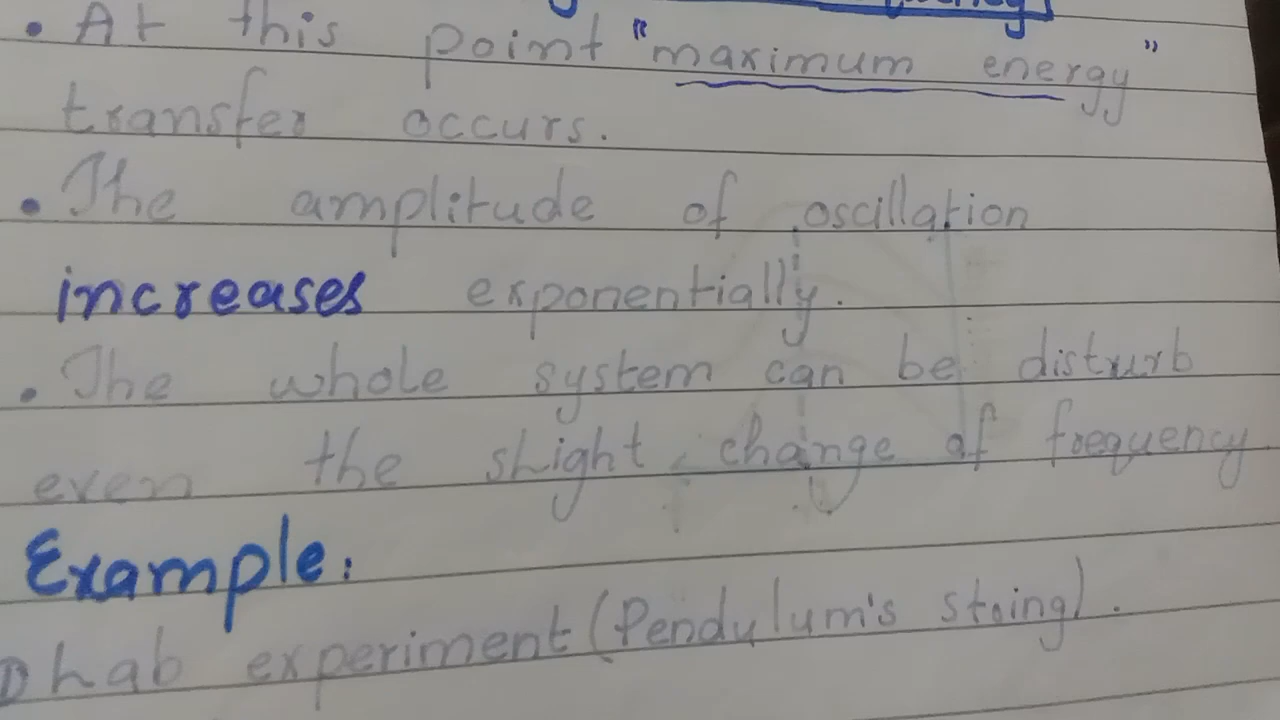 • At this point "maximum energy"
transfer occurs.
• The amplitude of oscillation
increases exponentially.
• The whole system can be disturb
even the slight change of frequency
Example:
1) Lab experiment (Pendulum's string).